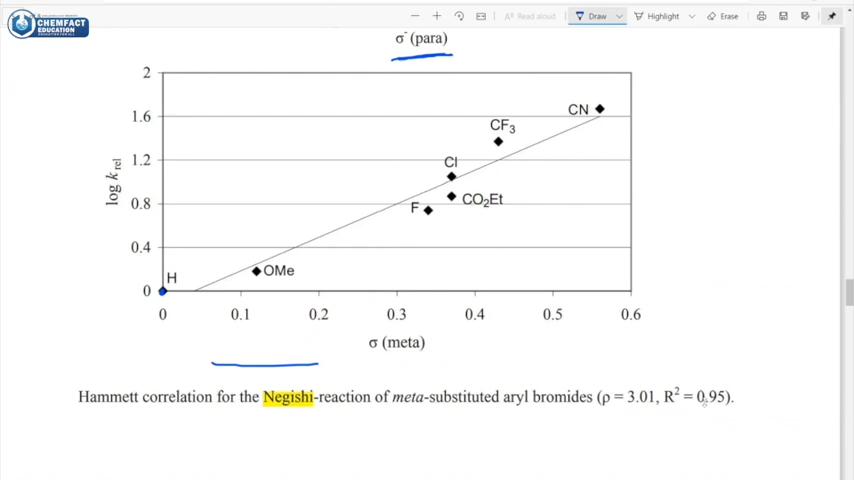 CHEMFACT
EDUCATION
Read aloud
Draw
Highlight
Erase
σ⁻ (para)
2
1.6
1.2
0.8
0.4
0
log k rel
H
OMe
F
Cl
CO₂Et
CF₃
CN
0 0.1 0.2 0.3 0.4 0.5 0.6
σ (meta)
Hammett correlation for the Negishi-reaction of meta-substituted aryl bromides (ρ = 3.01, R² = 0.95).